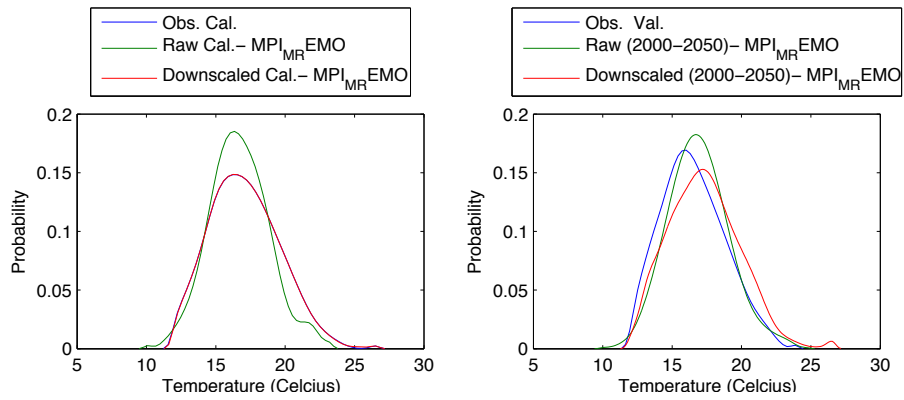 Obs. Cal.
Raw Cal.− MPI_MR EMO
Downscaled Cal.− MPI_MR EMO
0.2
0.15
0.1
0.05
0
Probability
5 10 15 20 25 30
Temperature (Celcius)
Obs. Val.
Raw (2000−2050)− MPI_MR EMO
Downscaled (2000−2050)− MPI_MR EMO
0.2
0.15
0.1
0.05
0
Probability
5 10 15 20 25 30
Temperature (Celcius)